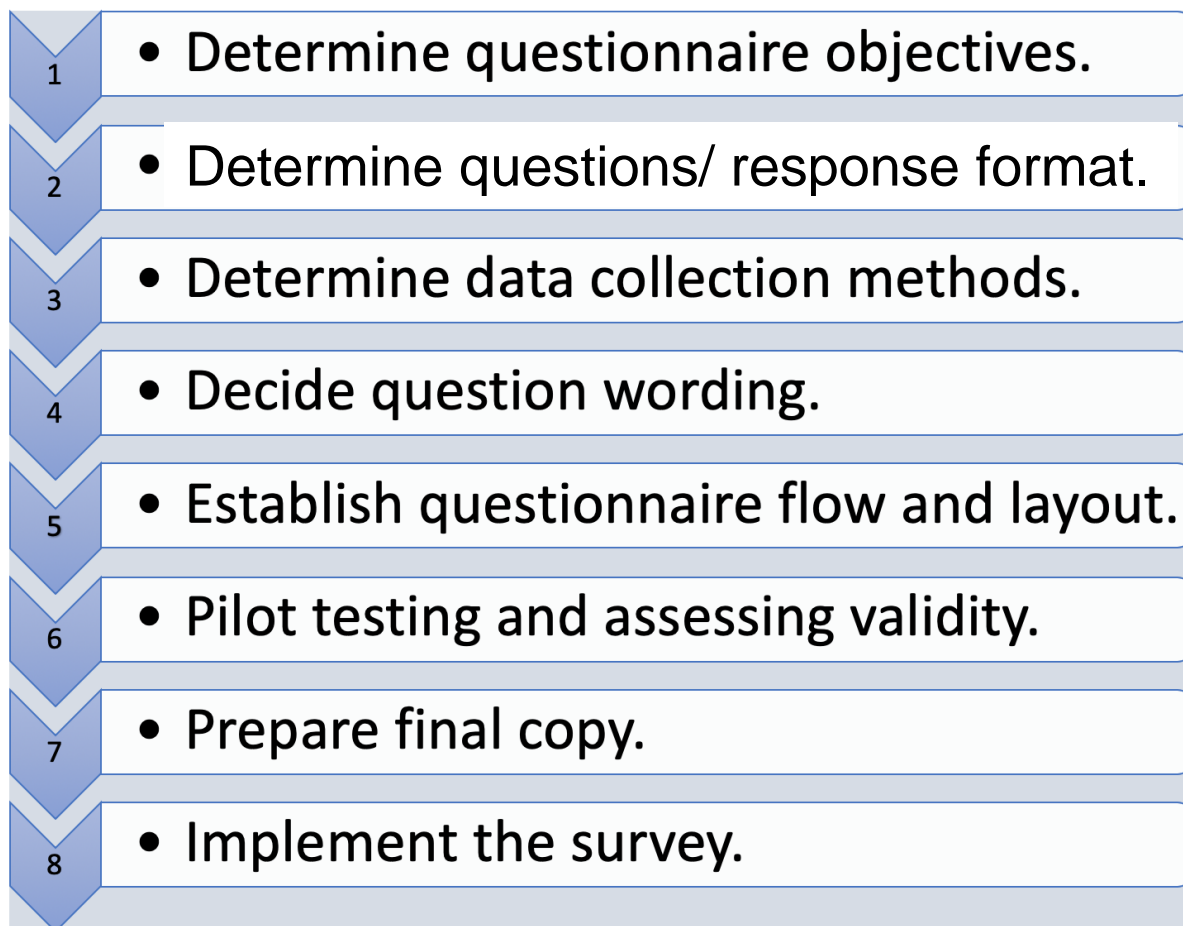 1 • Determine questionnaire objectives.
2 • Determine questions/ response format.
3 • Determine data collection methods.
4 • Decide question wording.
5 • Establish questionnaire flow and layout.
6 • Pilot testing and assessing validity.
7 • Prepare final copy.
8 • Implement the survey.